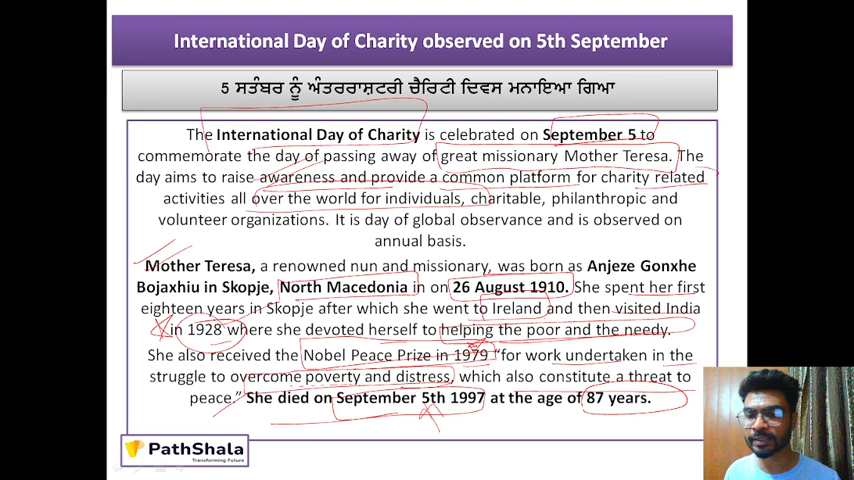 International Day of Charity observed on 5th September
5 ਸਤੰਬਰ ਨੂੰ ਅੰਤਰਰਾਸ਼ਟਰੀ ਚੈਰਿਟੀ ਦਿਵਸ ਮਨਾਇਆ ਗਿਆ
The International Day of Charity is celebrated on September 5 to
commemorate the day of passing away of great missionary Mother Teresa. The
day aims to raise awareness and provide a common platform for charity related
activities all over the world for individuals, charitable, philanthropic and
volunteer organizations. It is day of global observance and is observed on
annual basis.
Mother Teresa, a renowned nun and missionary, was born as Anjeze Gonxhe
Bojaxhiu in Skopje, North Macedonia in on 26 August 1910. She spent her first
eighteen years in Skopje after which she went to Ireland and then visited India
in 1928 where she devoted herself to helping the poor and the needy.
She also received the Nobel Peace Prize in 1979 “for work undertaken in the
struggle to overcome poverty and distress, which also constitute a threat to
peace.” She died on September 5th 1997 at the age of 87 years.
PathShala
Transforming Future